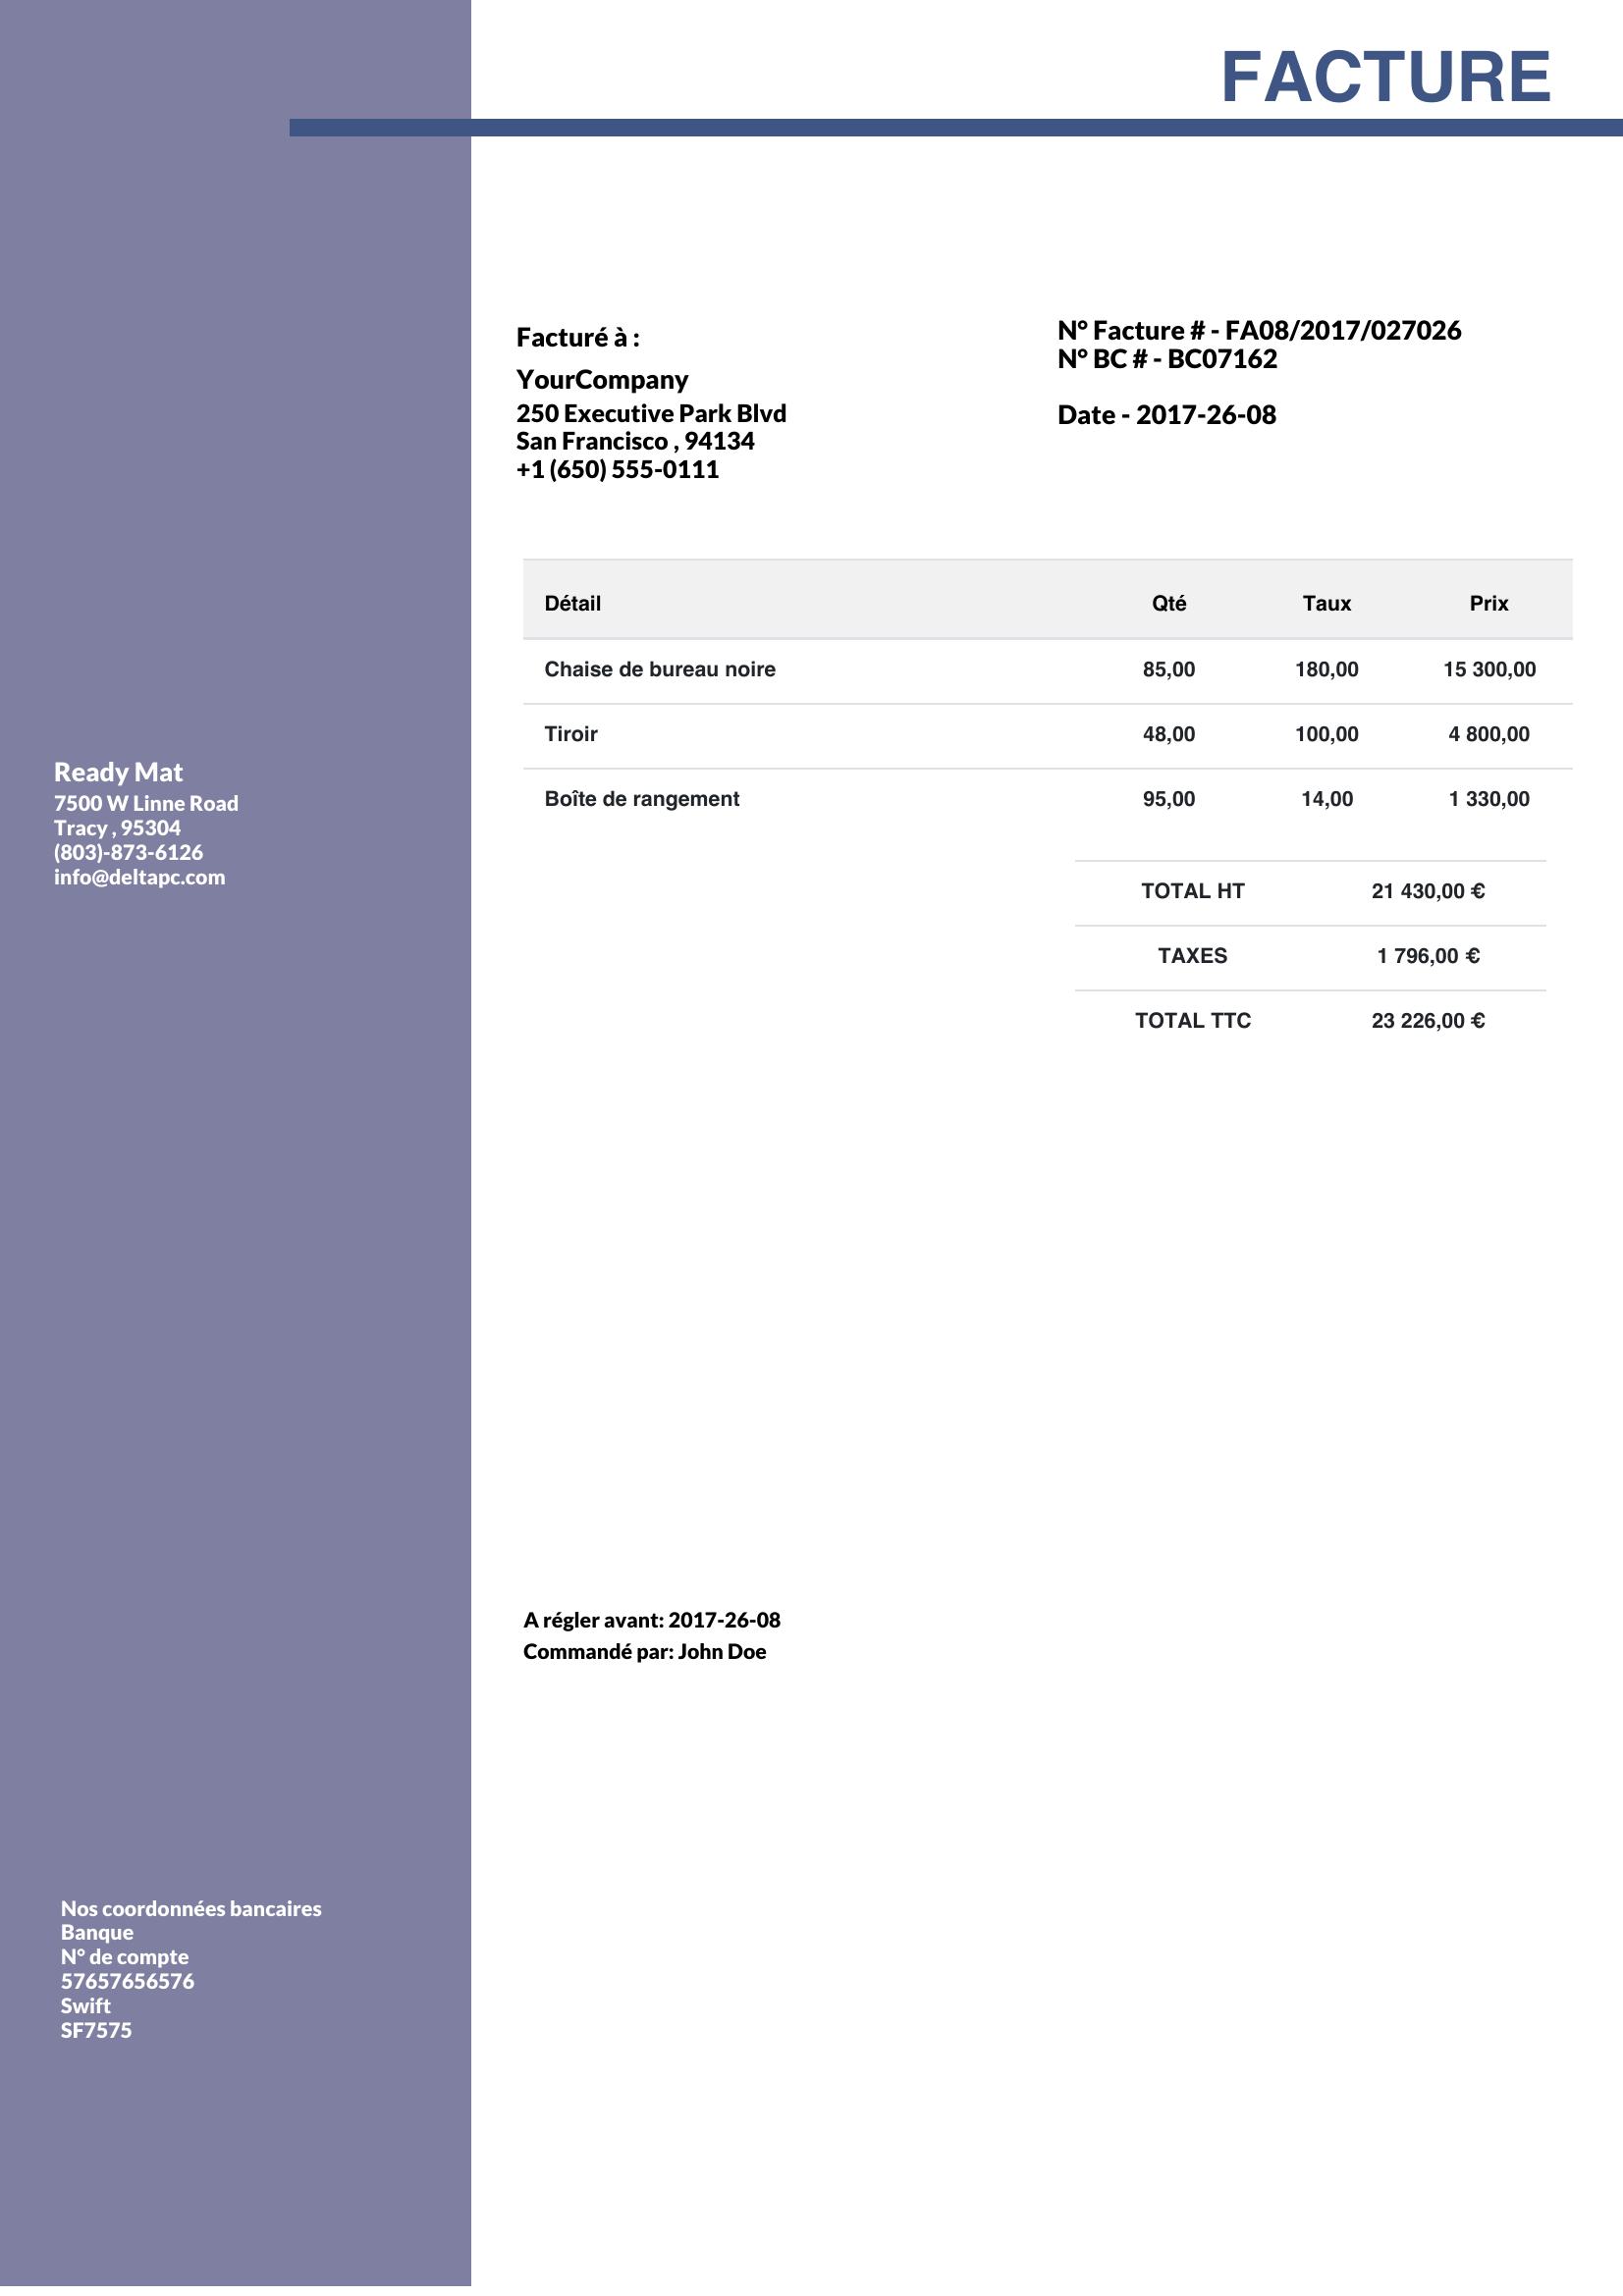 FACTURE
Facturé à :
YourCompany
250 Executive Park Blvd
San Francisco , 94134
+1 (650) 555-0111
N° Facture # - FA08/2017/027026
N° BC # - BC07162
Date - 2017-26-08
Détail Qté Taux Prix
Chaise de bureau noire 85,00 180,00 15 300,00
Tiroir 48,00 100,00 4 800,00
Boîte de rangement 95,00 14,00 1 330,00
TOTAL HT 21 430,00 €
TAXES 1 796,00 €
TOTAL TTC 23 226,00 €
Ready Mat
7500 W Linne Road
Tracy , 95304
(803)-873-6126
info@deltapc.com
A régler avant: 2017-26-08
Commandé par: John Doe
Nos coordonnées bancaires
Banque
N° de compte
57657656576
Swift
SF7575